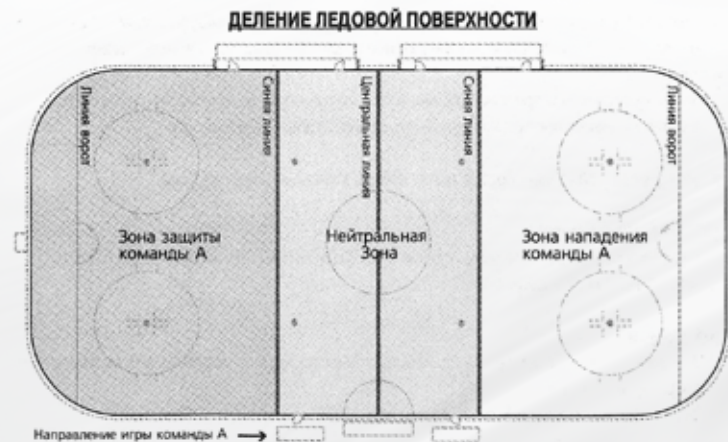 ДЕЛЕНИЕ ЛЕДОВОЙ ПОВЕРХНОСТИ
Линия ворот
Синяя линия
Центральная линия
Синяя линия
Линия ворот
Зона защиты
команды А
Нейтральная
Зона
Зона нападения
команды А
Направление игры команды А →